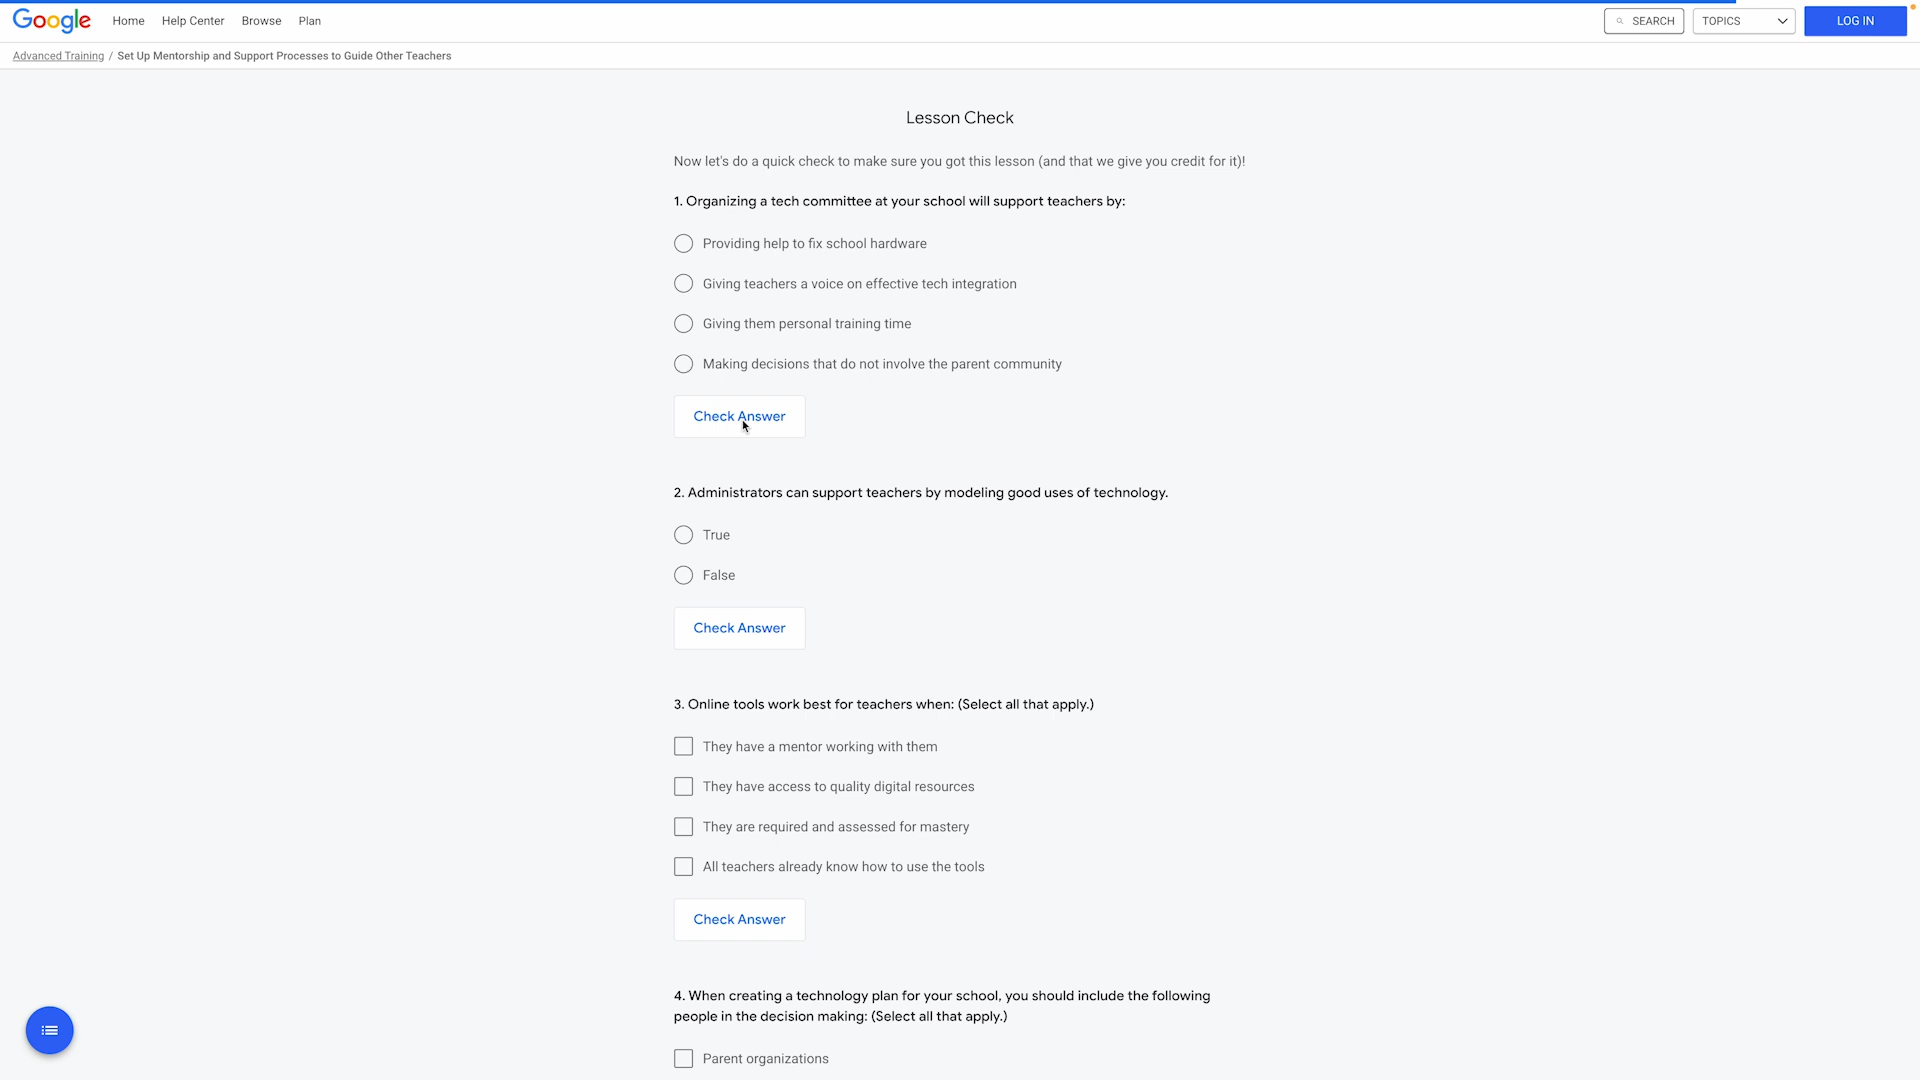 Google Home Help Center Browse Plan SEARCH TOPICS LOG IN
Advanced Training / Set Up Mentorship and Support Processes to Guide Other Teachers
Lesson Check
Now let's do a quick check to make sure you got this lesson (and that we give you credit for it)!
1. Organizing a tech committee at your school will support teachers by:
Providing help to fix school hardware
Giving teachers a voice on effective tech integration
Giving them personal training time
Making decisions that do not involve the parent community
Check Answer
2. Administrators can support teachers by modeling good uses of technology.
True
False
Check Answer
3. Online tools work best for teachers when: (Select all that apply.)
They have a mentor working with them
They have access to quality digital resources
They are required and assessed for mastery
All teachers already know how to use the tools
Check Answer
4. When creating a technology plan for your school, you should include the following
people in the decision making: (Select all that apply.)
Parent organizations